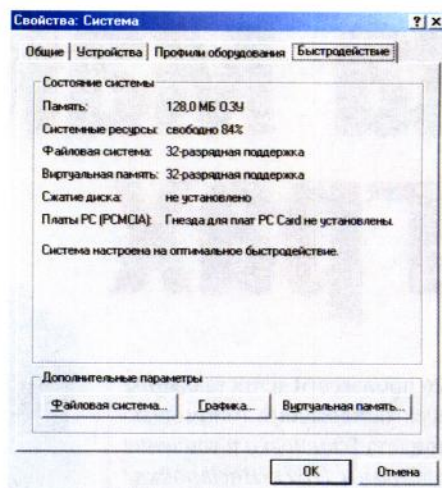 Свойства: Система
Общие Устройства Профили оборудования Быстродействие
Состояние системы
Память: 128,0 МБ ОЗУ
Системные ресурсы: свободно 84%
Файловая система: 32-разрядная поддержка
Виртуальная память: 32-разрядная поддержка
Сжатие диска: не установлено
Платы PC (PCMCIA): Гнезда для плат PC Card не установлены.
Система настроена на оптимальное быстродействие.
Дополнительные параметры
Файловая система... Графика... Виртуальная память...
OK Отмена